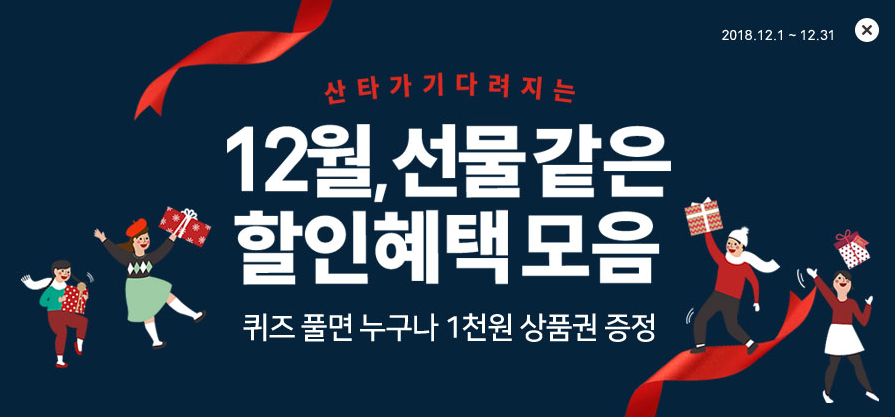 2018.12.1 ~ 12.31
산타가 기다려지는
12월, 선물 같은
할인혜택 모음
퀴즈 풀면 누구나 1천원 상품권 증정